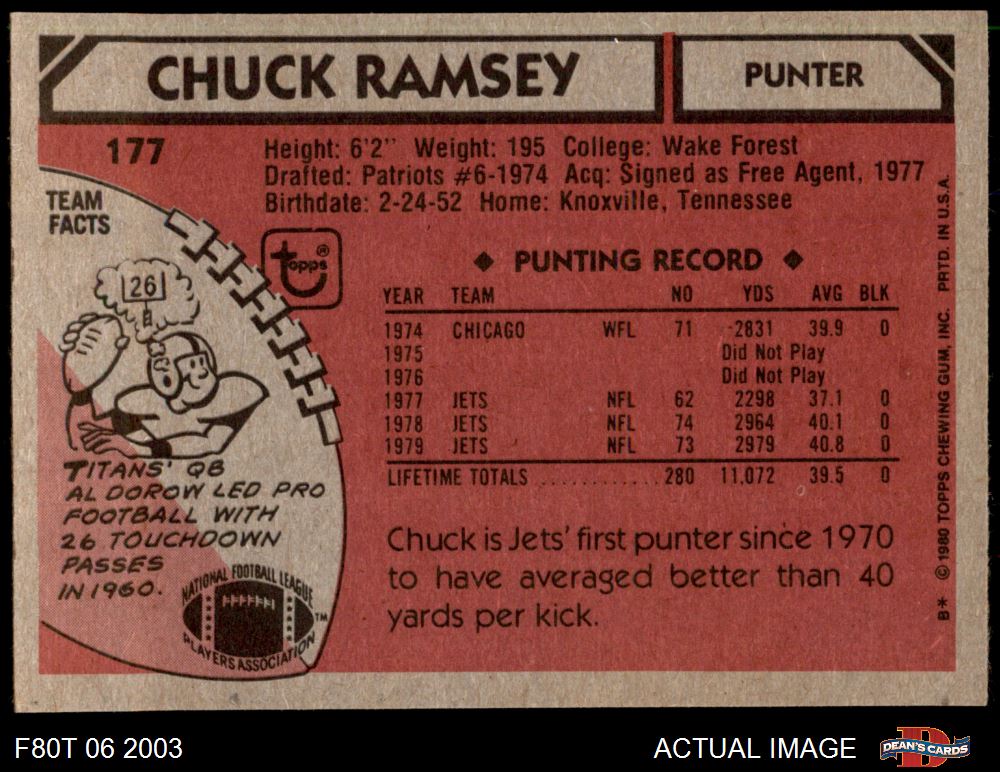 CHUCK RAMSEY
PUNTER
177
Height: 6'2" Weight: 195 College: Wake Forest
Drafted: Patriots #6-1974 Acq: Signed as Free Agent, 1977
Birthdate: 2-24-52 Home: Knoxville, Tennessee
TEAM
FACTS
26
TITANS' QB
AL DOROW LED PRO
FOOTBALL WITH
26 TOUCHDOWN
PASSES
IN 1960.
NATIONAL FOOTBALL LEAGUE
PLAYERS ASSOCIATION
TM
topps®
◆ PUNTING RECORD ◆
YEAR TEAM NO YDS AVG BLK
1974 CHICAGO WFL 71 2831 39.9 0
1975 Did Not Play
1976 Did Not Play
1977 JETS NFL 62 2298 37.1 0
1978 JETS NFL 74 2964 40.1 0
1979 JETS NFL 73 2979 40.8 0
LIFETIME TOTALS ............ 280 11,072 39.5 0
Chuck is Jets' first punter since 1970
to have averaged better than 40
yards per kick.
B* © 1980 TOPPS CHEWING GUM, INC. PRTD. IN U.S.A.
F80T 06 2003
ACTUAL IMAGE
D
DEAN'S CARDS